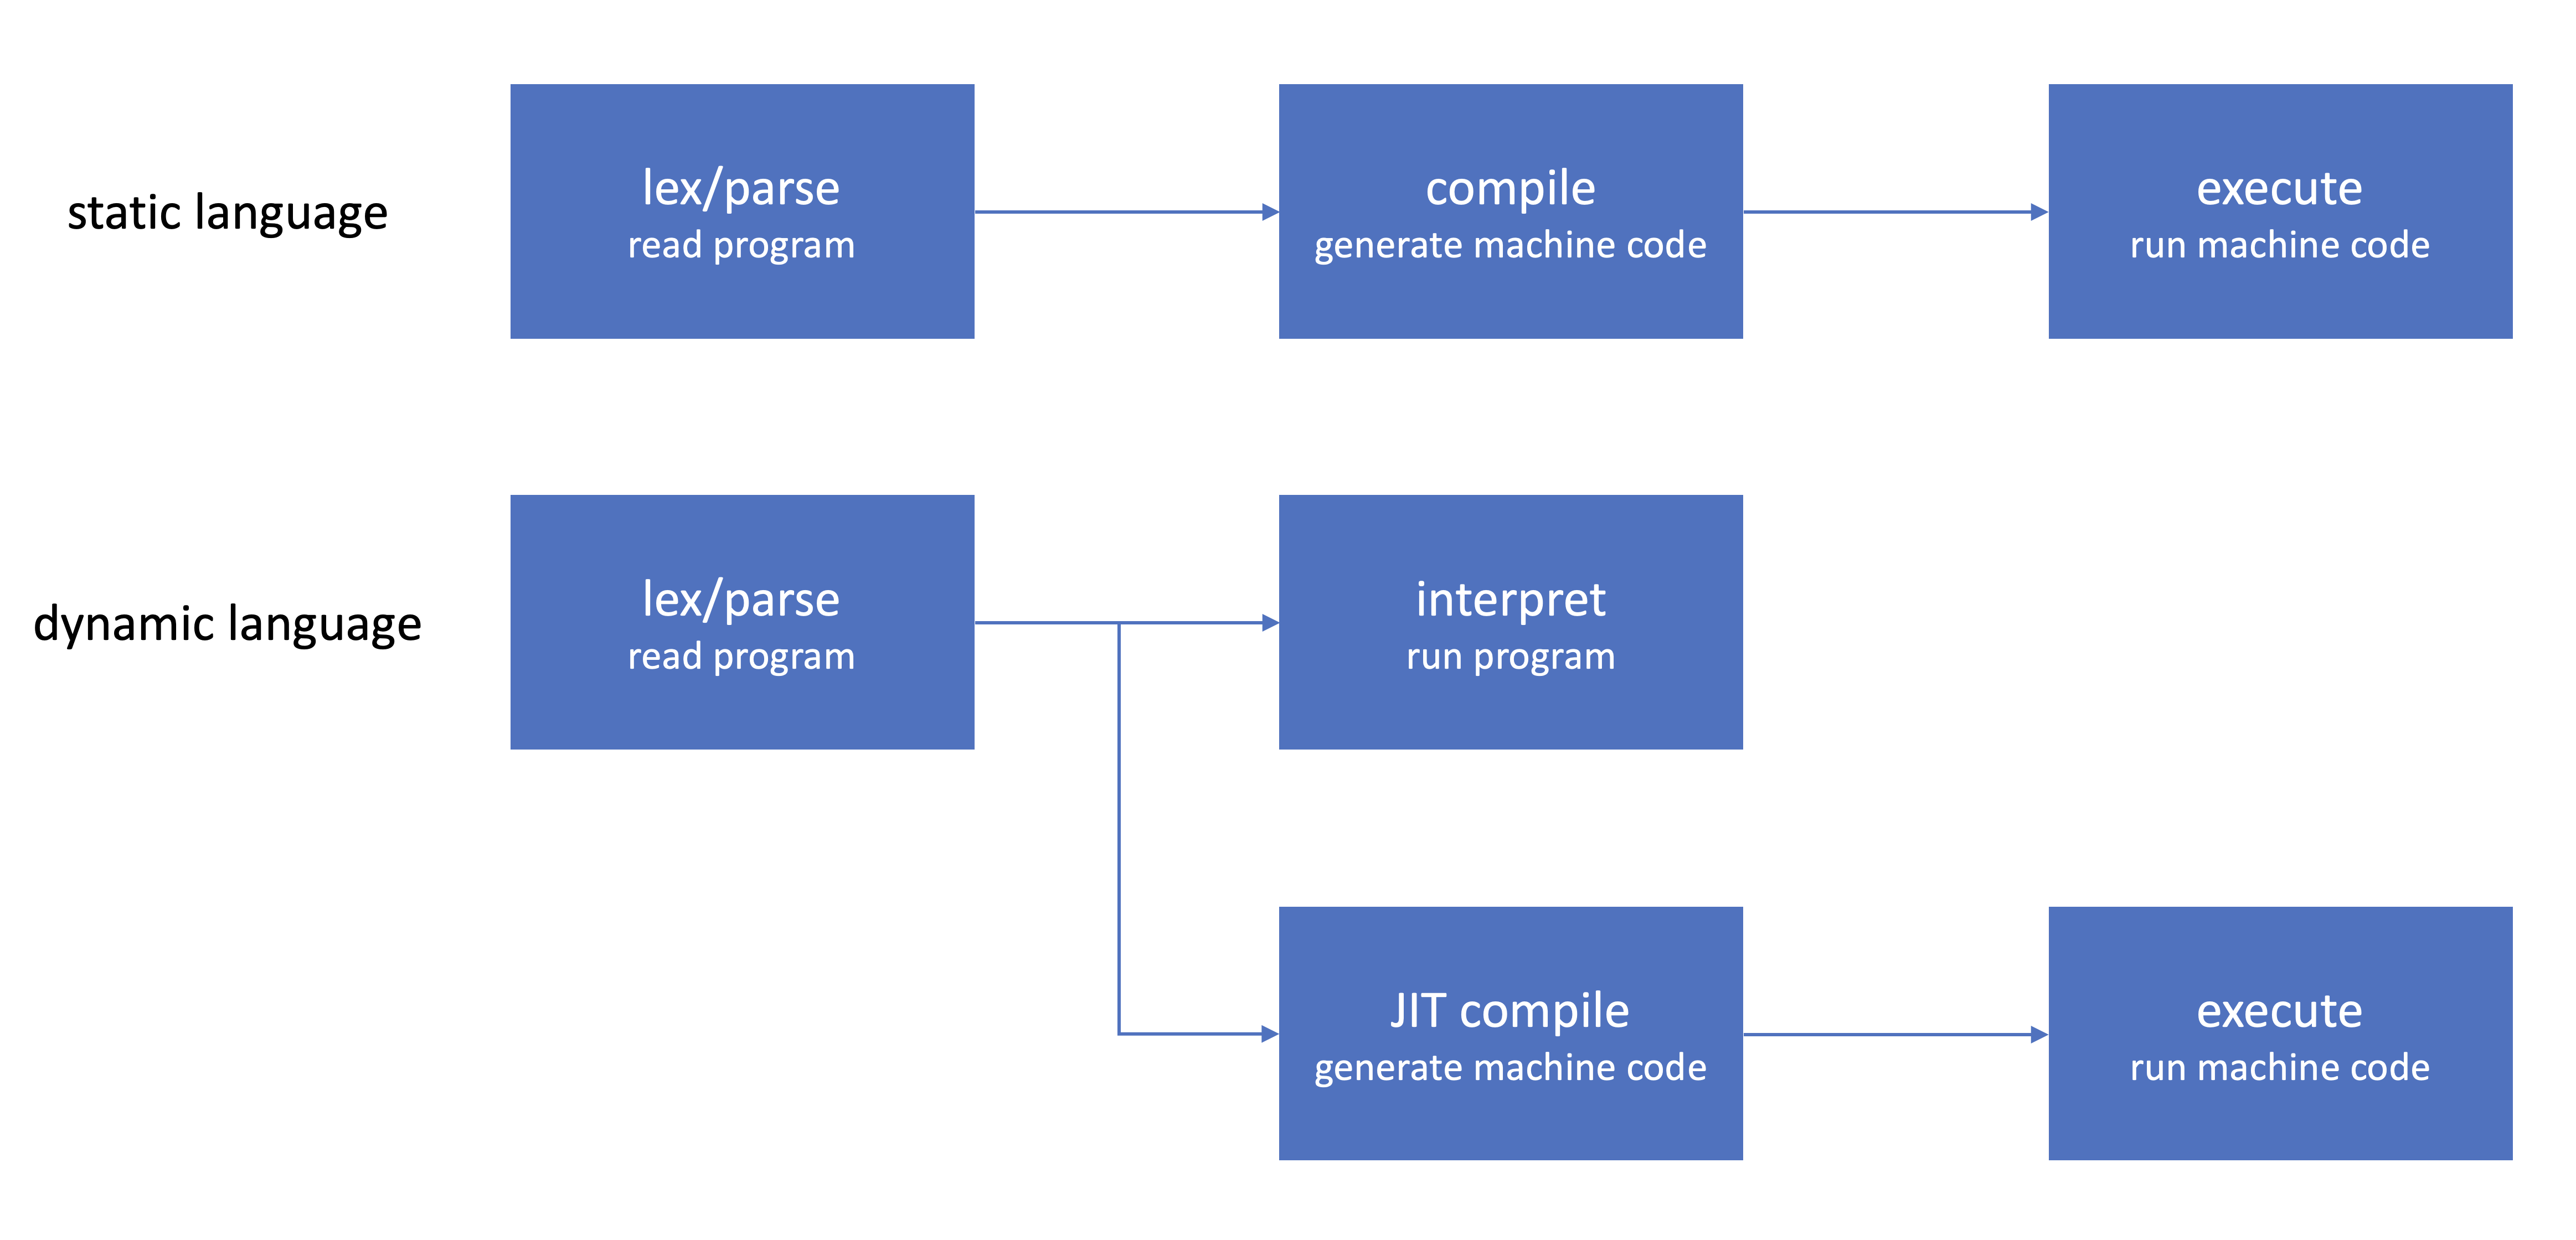 static language
lex/parse
read program
compile
generate machine code
execute
run machine code
dynamic language
lex/parse
read program
interpret
run program
JIT compile
generate machine code
execute
run machine code